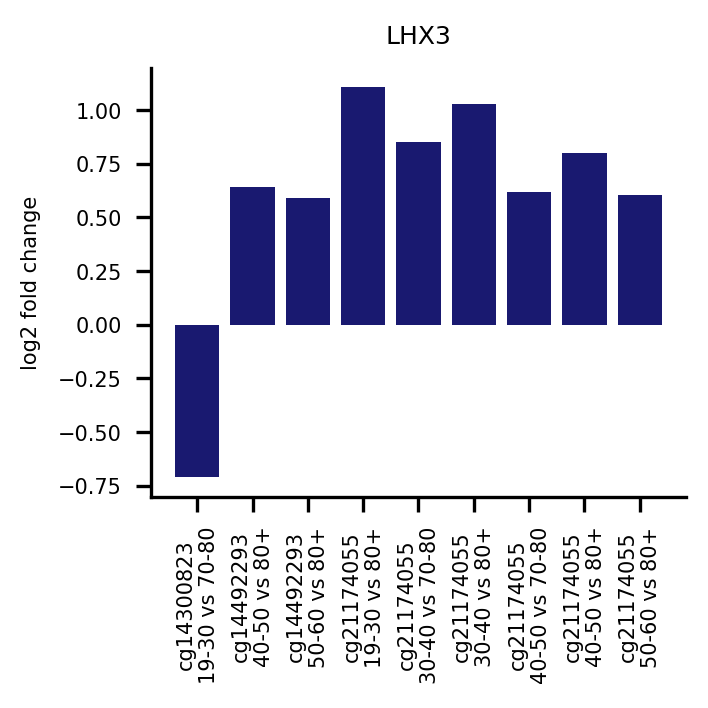 LHX3
log2 fold change
1.00
0.75
0.50
0.25
0.00
−0.25
−0.50
−0.75
cg14300823
19-30 vs 70-80
cg14492293
40-50 vs 80+
cg14492293
50-60 vs 80+
cg21174055
19-30 vs 80+
cg21174055
30-40 vs 70-80
cg21174055
30-40 vs 80+
cg21174055
40-50 vs 70-80
cg21174055
40-50 vs 80+
cg21174055
50-60 vs 80+